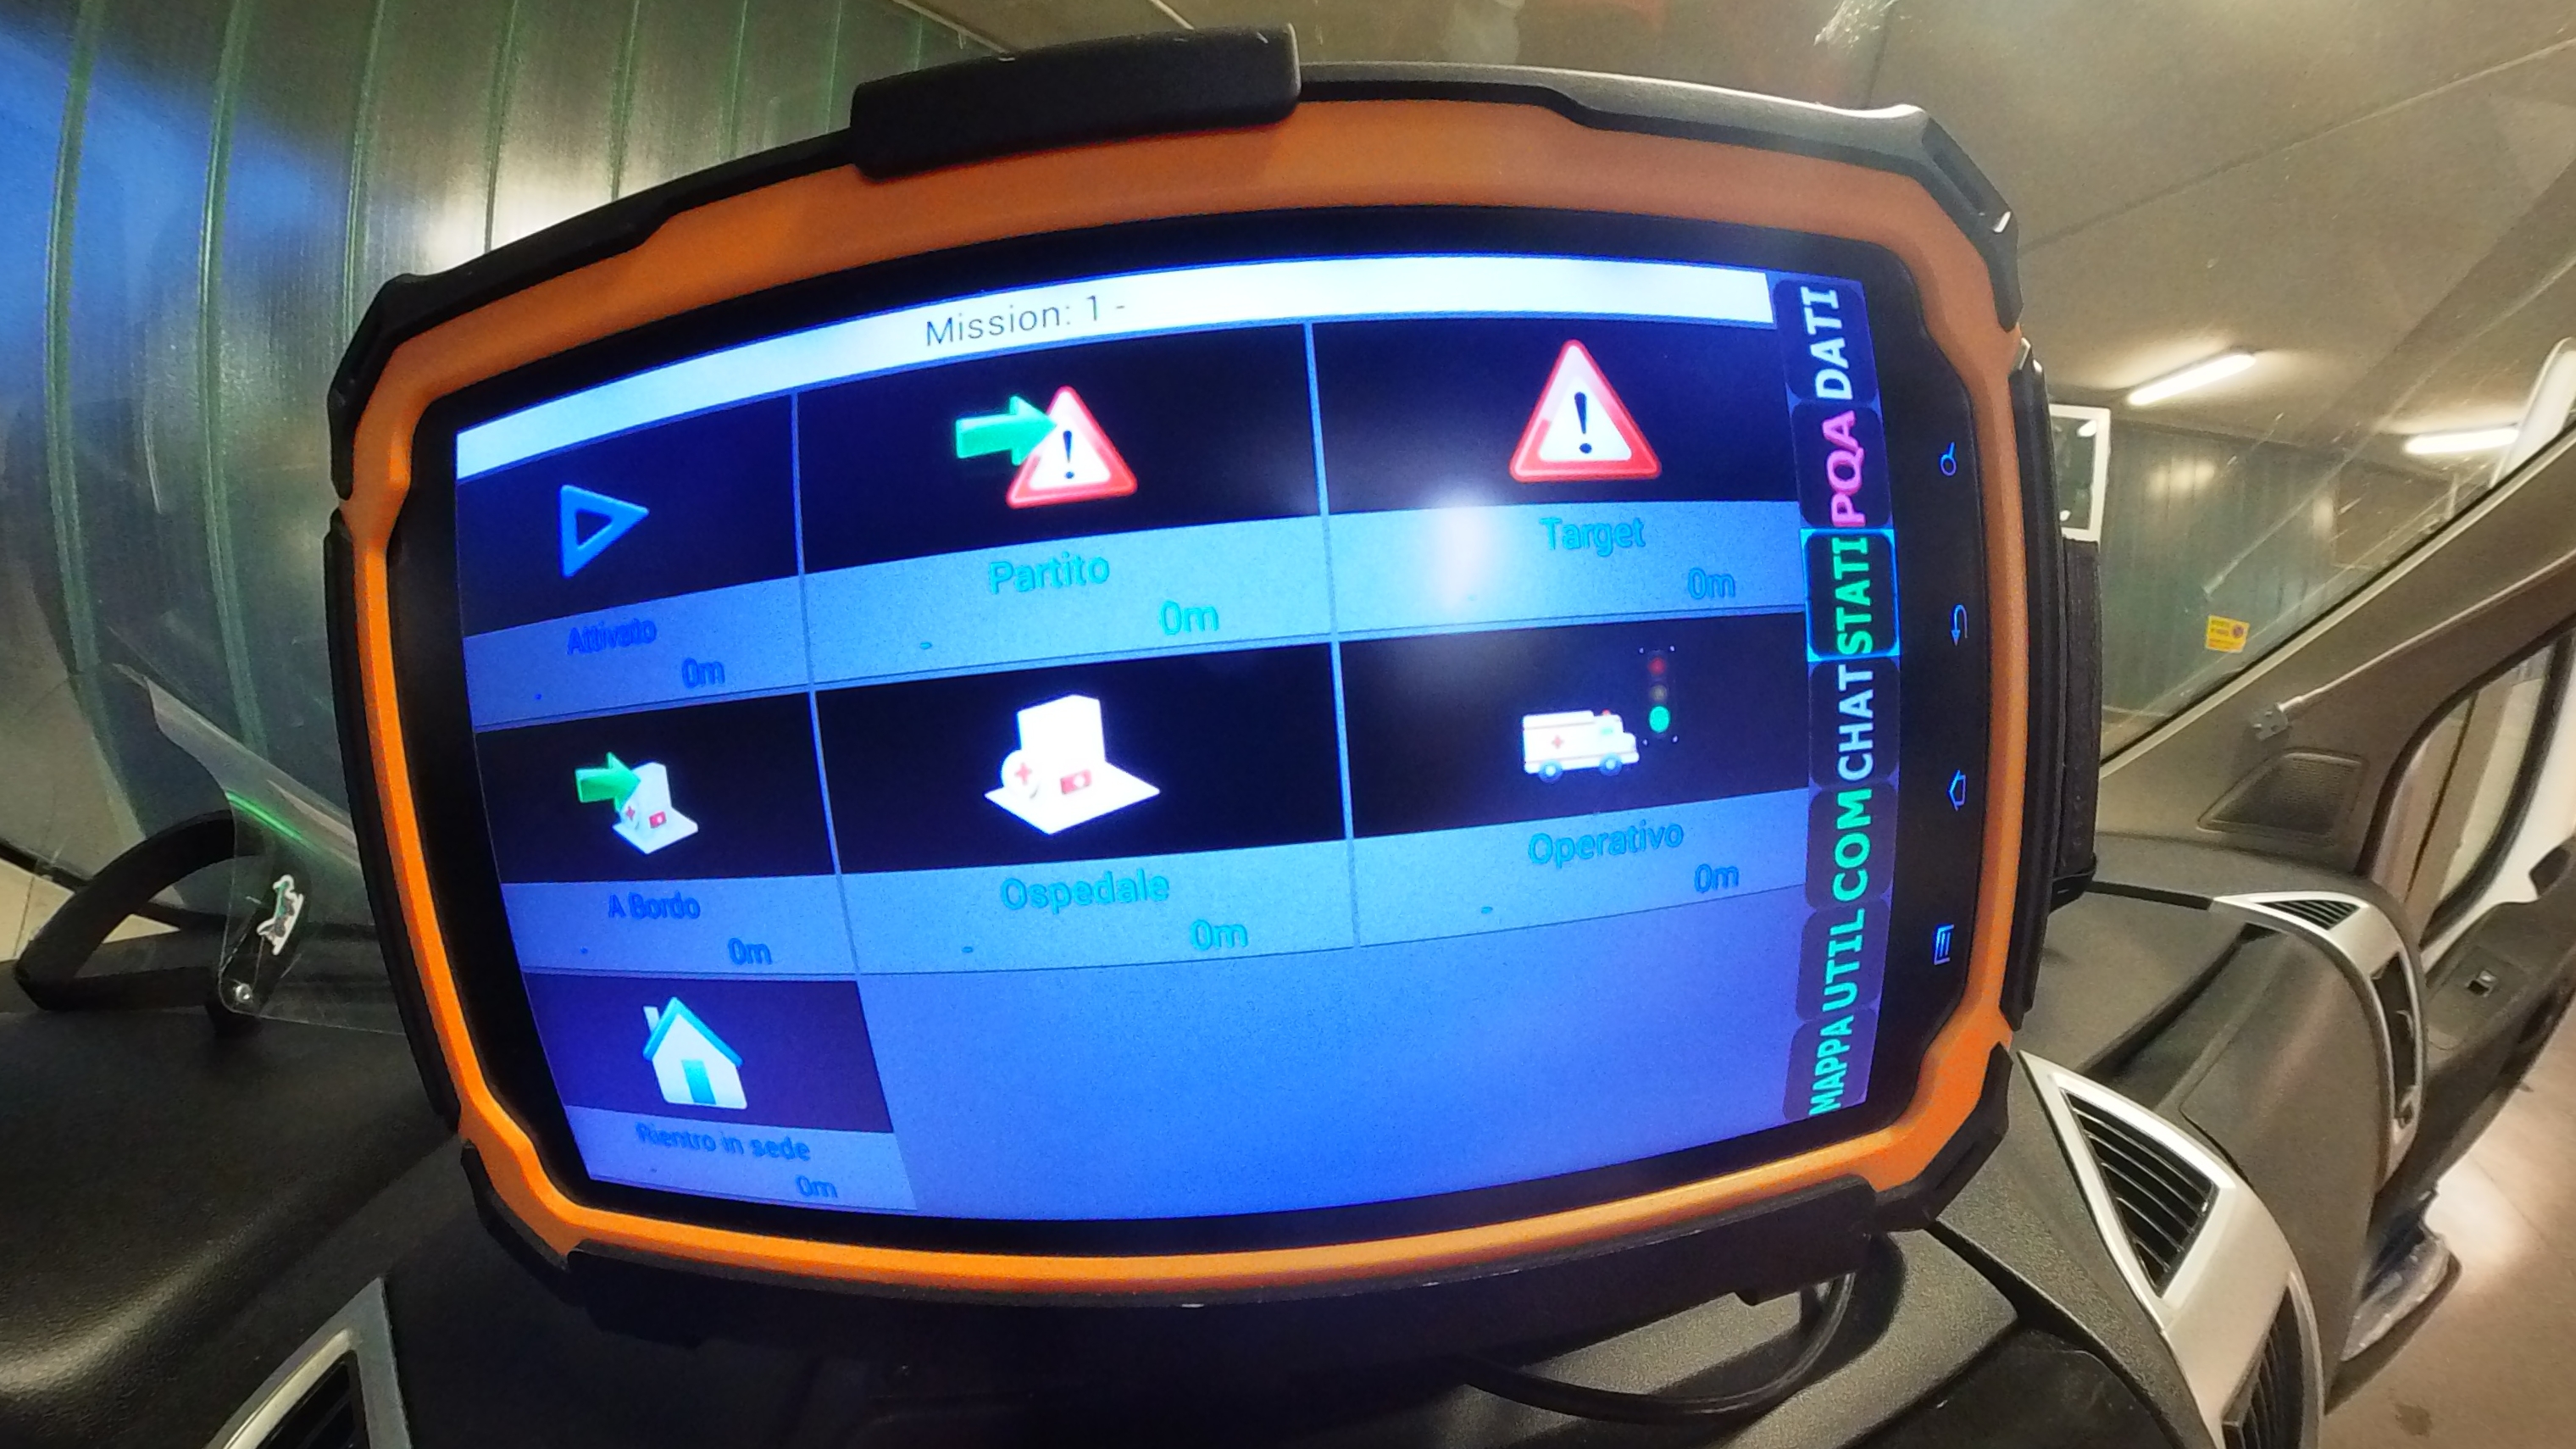 Mission: 1 -
Attivato
- 0m
Partito
- 0m
Target
- 0m
A Bordo
- 0m
Ospedale
- 0m
Operativo
- 0m
Rientro in sede
- 0m
DATI
PQA
STATI
CHAT
COM
UTIL
MAPPA